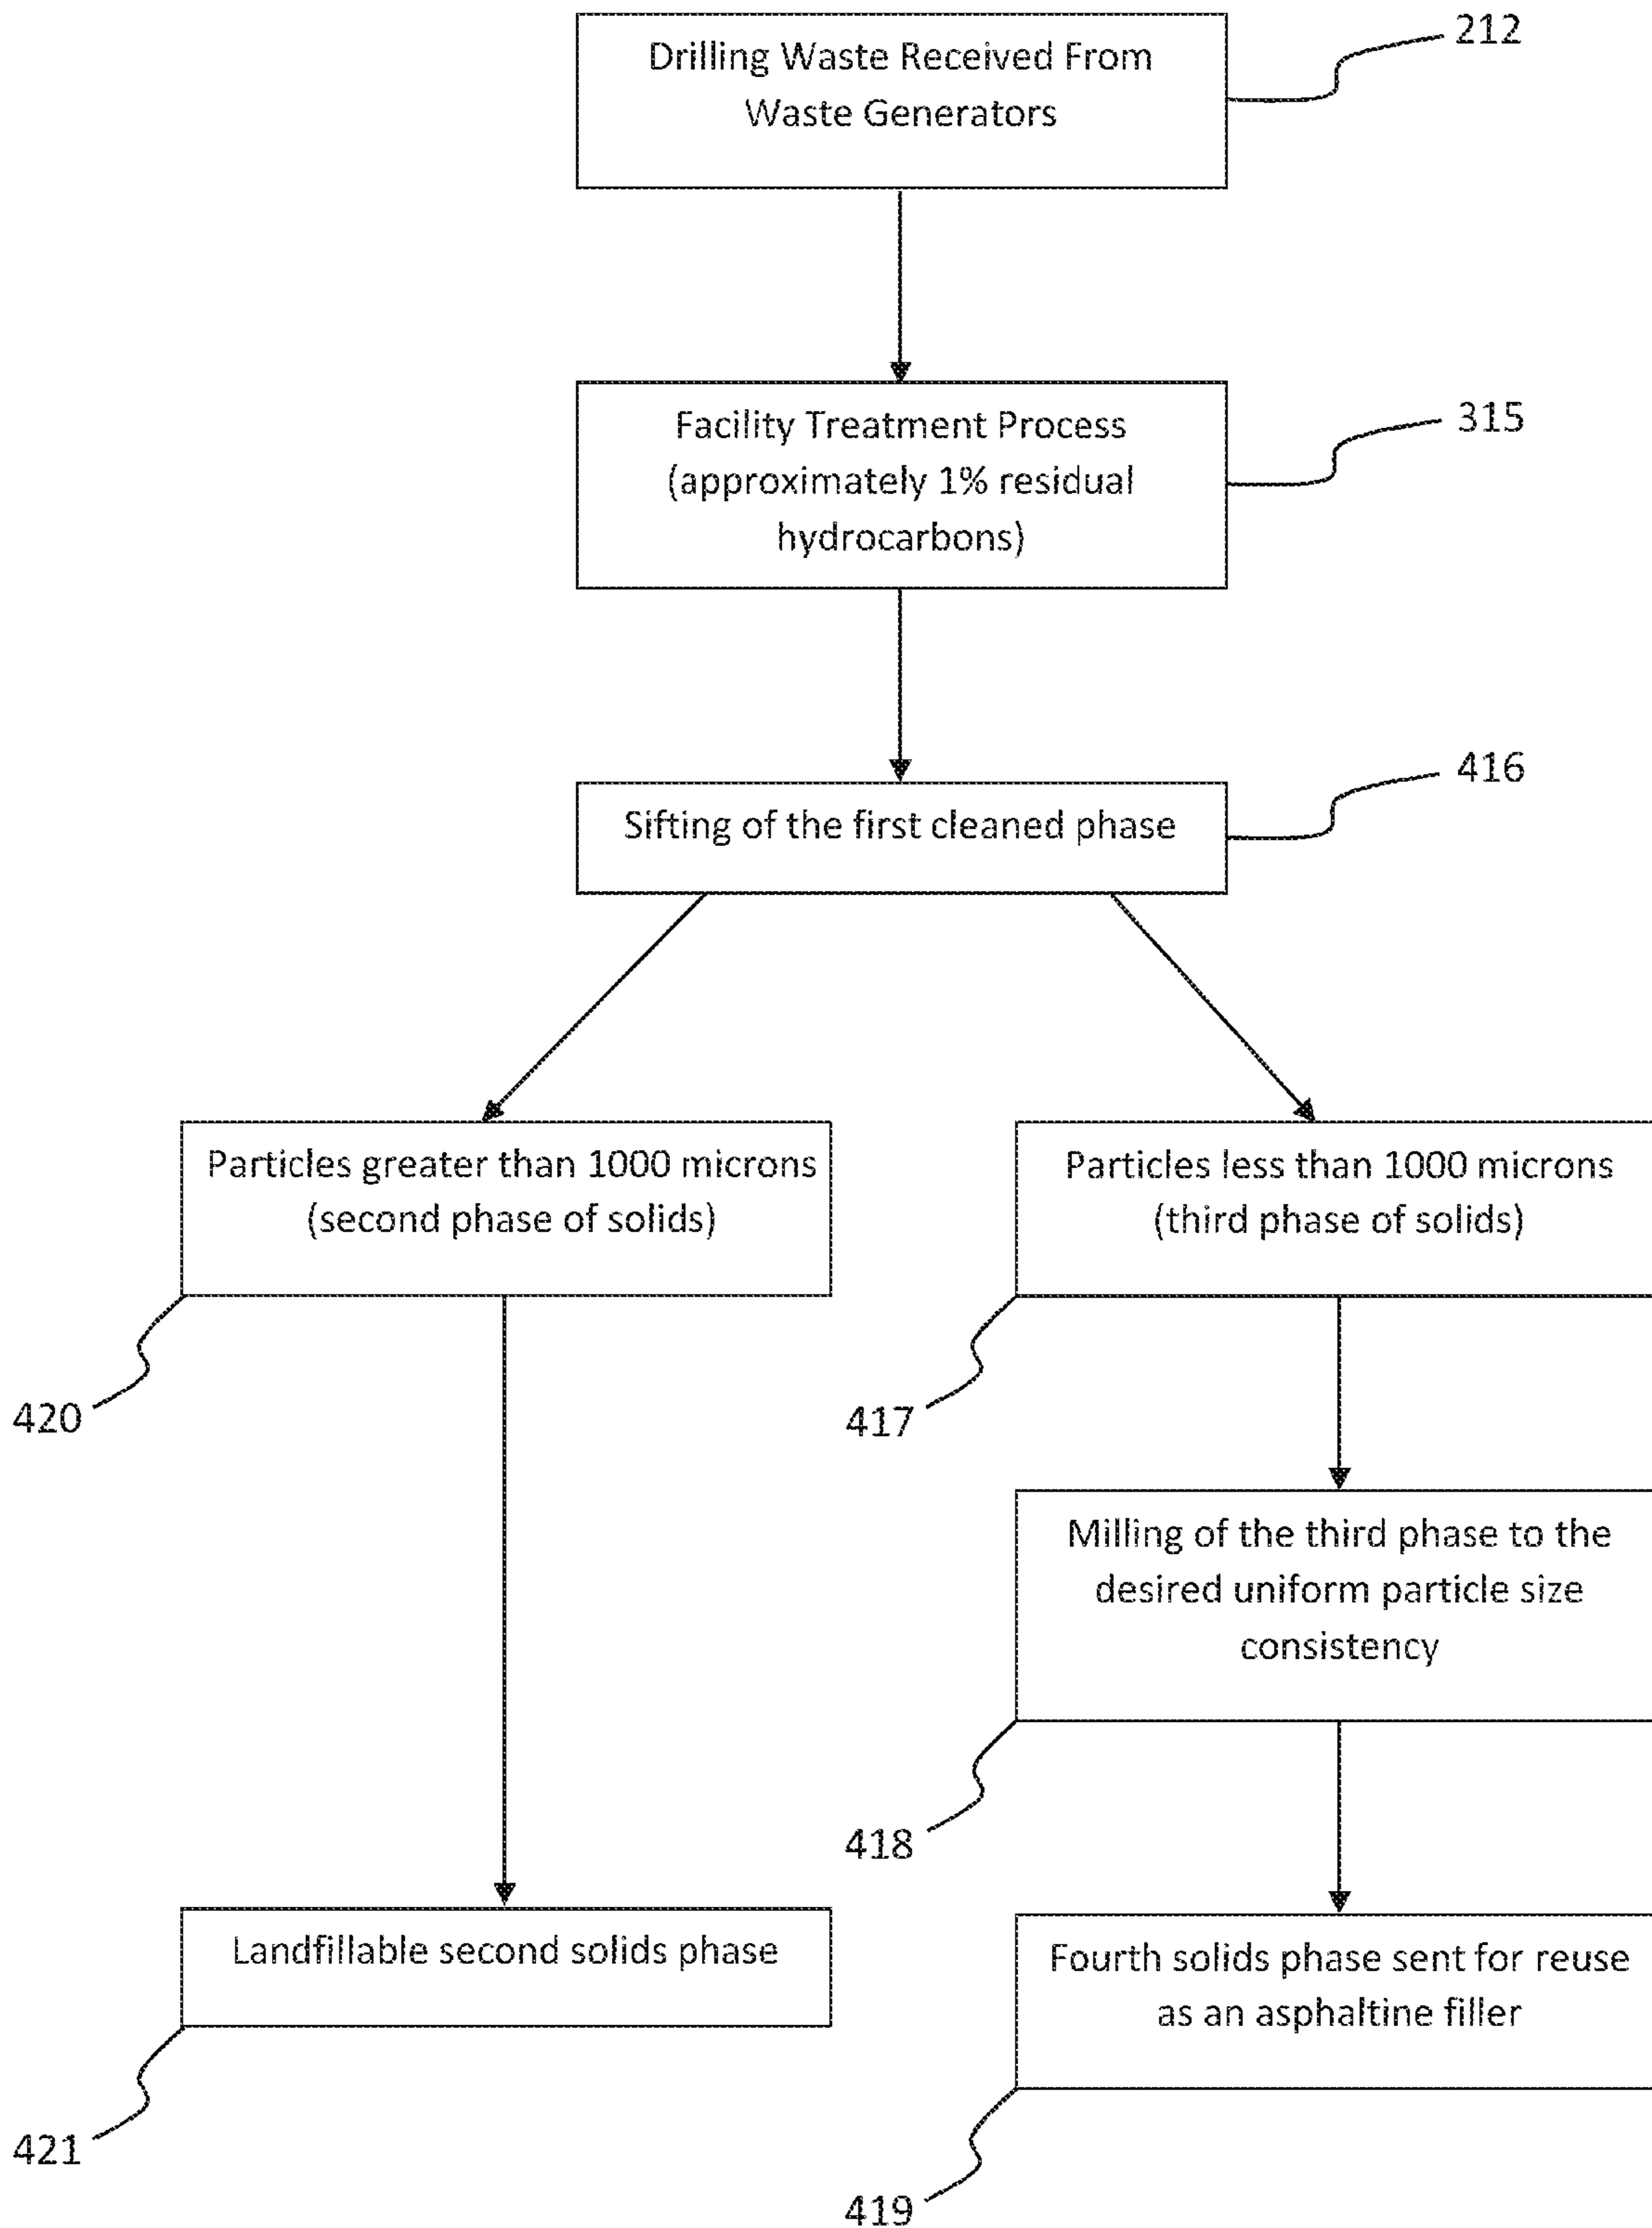 Drilling Waste Received From
Waste Generators
212
Facility Treatment Process
(approximately 1% residual
hydrocarbons)
315
Sifting of the first cleaned phase
416
Particles greater than 1000 microns
(second phase of solids)
420
Particles less than 1000 microns
(third phase of solids)
417
Milling of the third phase to the
desired uniform particle size
consistency
418
Landfillable second solids phase
421
Fourth solids phase sent for reuse
as an asphaltine filler
419